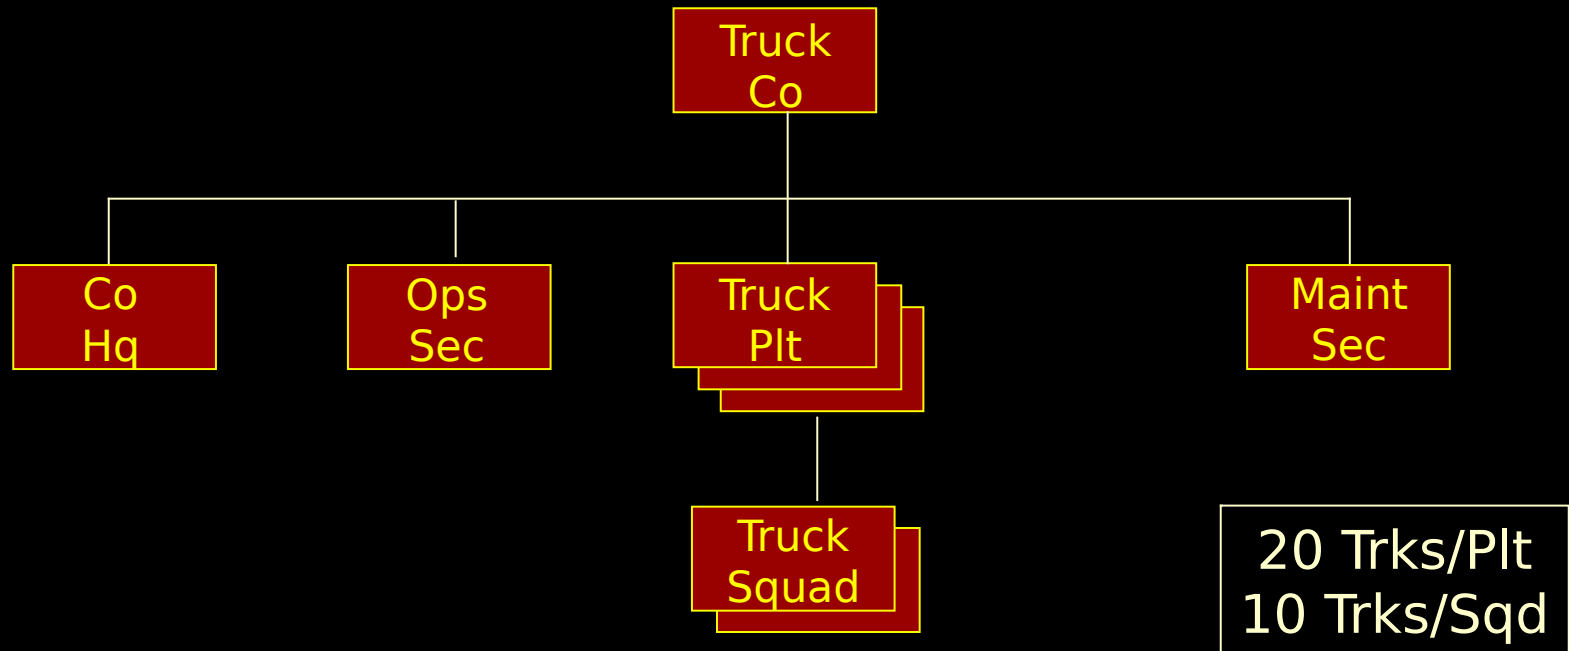 Truck
Co
Co
Hq
Ops
Sec
Truck
Plt
Maint
Sec
Truck
Squad
20 Trks/Plt
10 Trks/Sqd